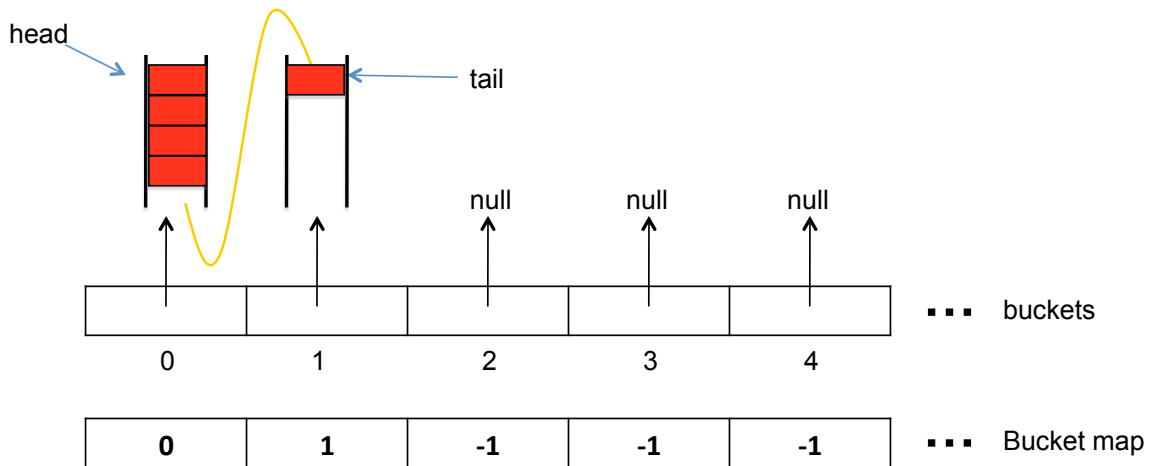 head
tail
null null null
buckets
0 1 2 3 4
0 1 -1 -1 -1
Bucket map